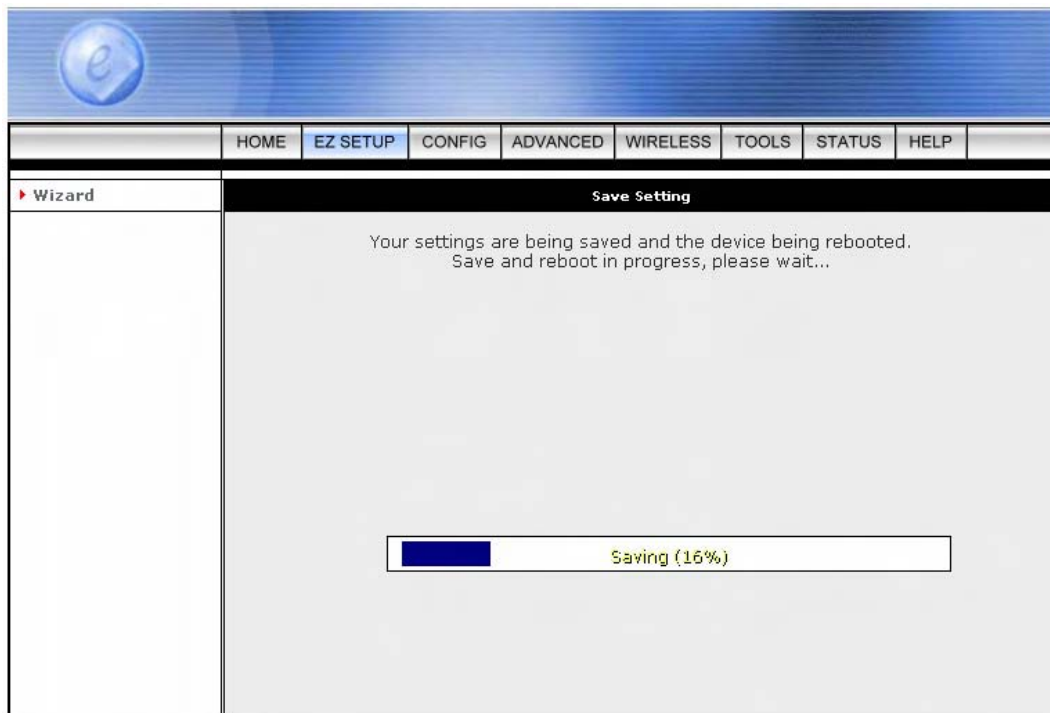 e
HOME EZ SETUP CONFIG ADVANCED WIRELESS TOOLS STATUS HELP
Wizard
Save Setting
Your settings are being saved and the device being rebooted.
Save and reboot in progress, please wait...
Saving (16%)